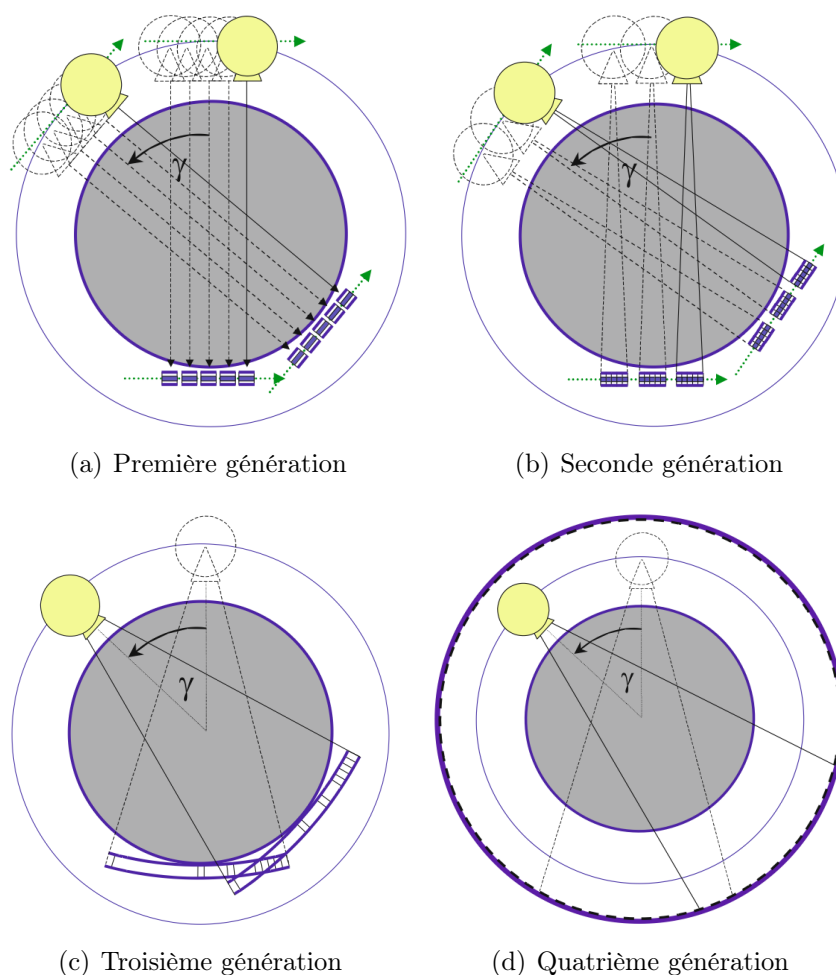 γ
γ
(a) Première génération
(b) Seconde génération
γ
γ
(c) Troisième génération
(d) Quatrième génération